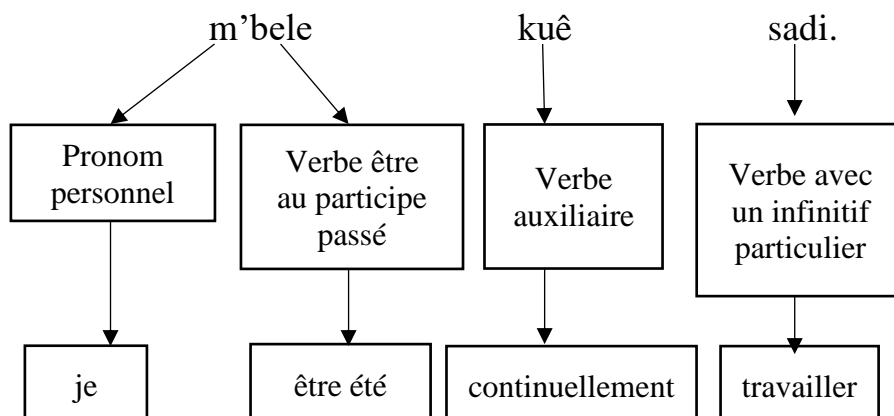 m’bele kuê sadi.
Pronom
personnel
Verbe être
au participe
passé
Verbe
auxiliaire
Verbe avec
un infinitif
particulier
je
être été
continuellement
travailler